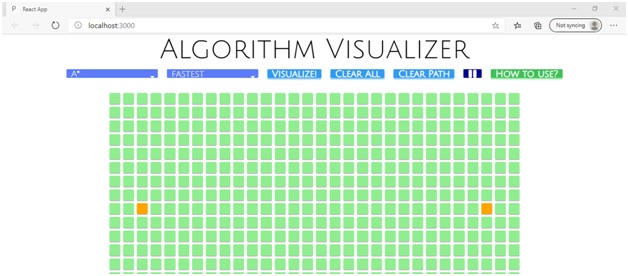 React App
localhost:3000
Not syncing
ALGORITHM VISUALIZER
A* FASTEST VISUALIZE! CLEAR ALL CLEAR PATH HOW TO USE?